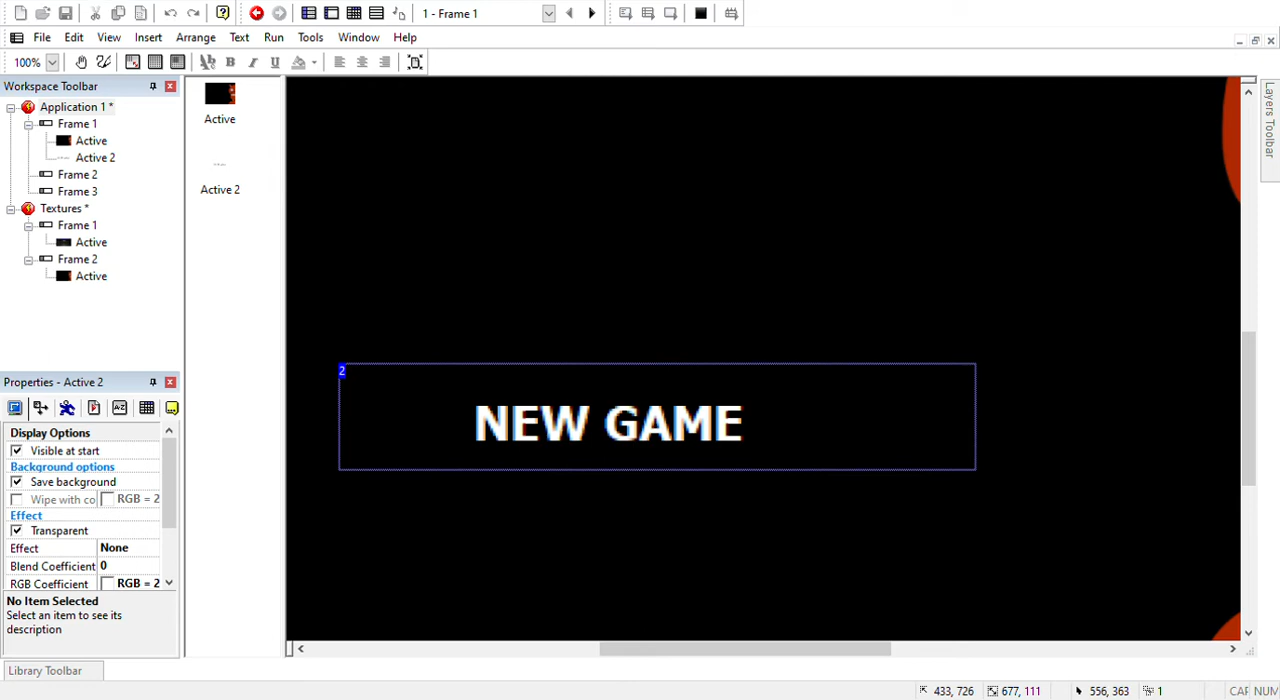 1 - Frame 1
File Edit View Insert Arrange Text Run Tools Window Help
100%
Workspace Toolbar
Application 1 *
Frame 1
Active
Active 2
Frame 2
Frame 3
Textures *
Frame 1
Active
Frame 2
Active
Active
Active 2
Layers Toolbar
2
NEW GAME
Properties - Active 2
Display Options
Visible at start
Background options
Save background
Wipe with co RGB = 2
Effect
Transparent
Effect None
Blend Coefficient 0
RGB Coefficient RGB = 2
No Item Selected
Select an item to see its
description
Library Toolbar
433, 726 677, 111 556, 363 1 CAP NUM